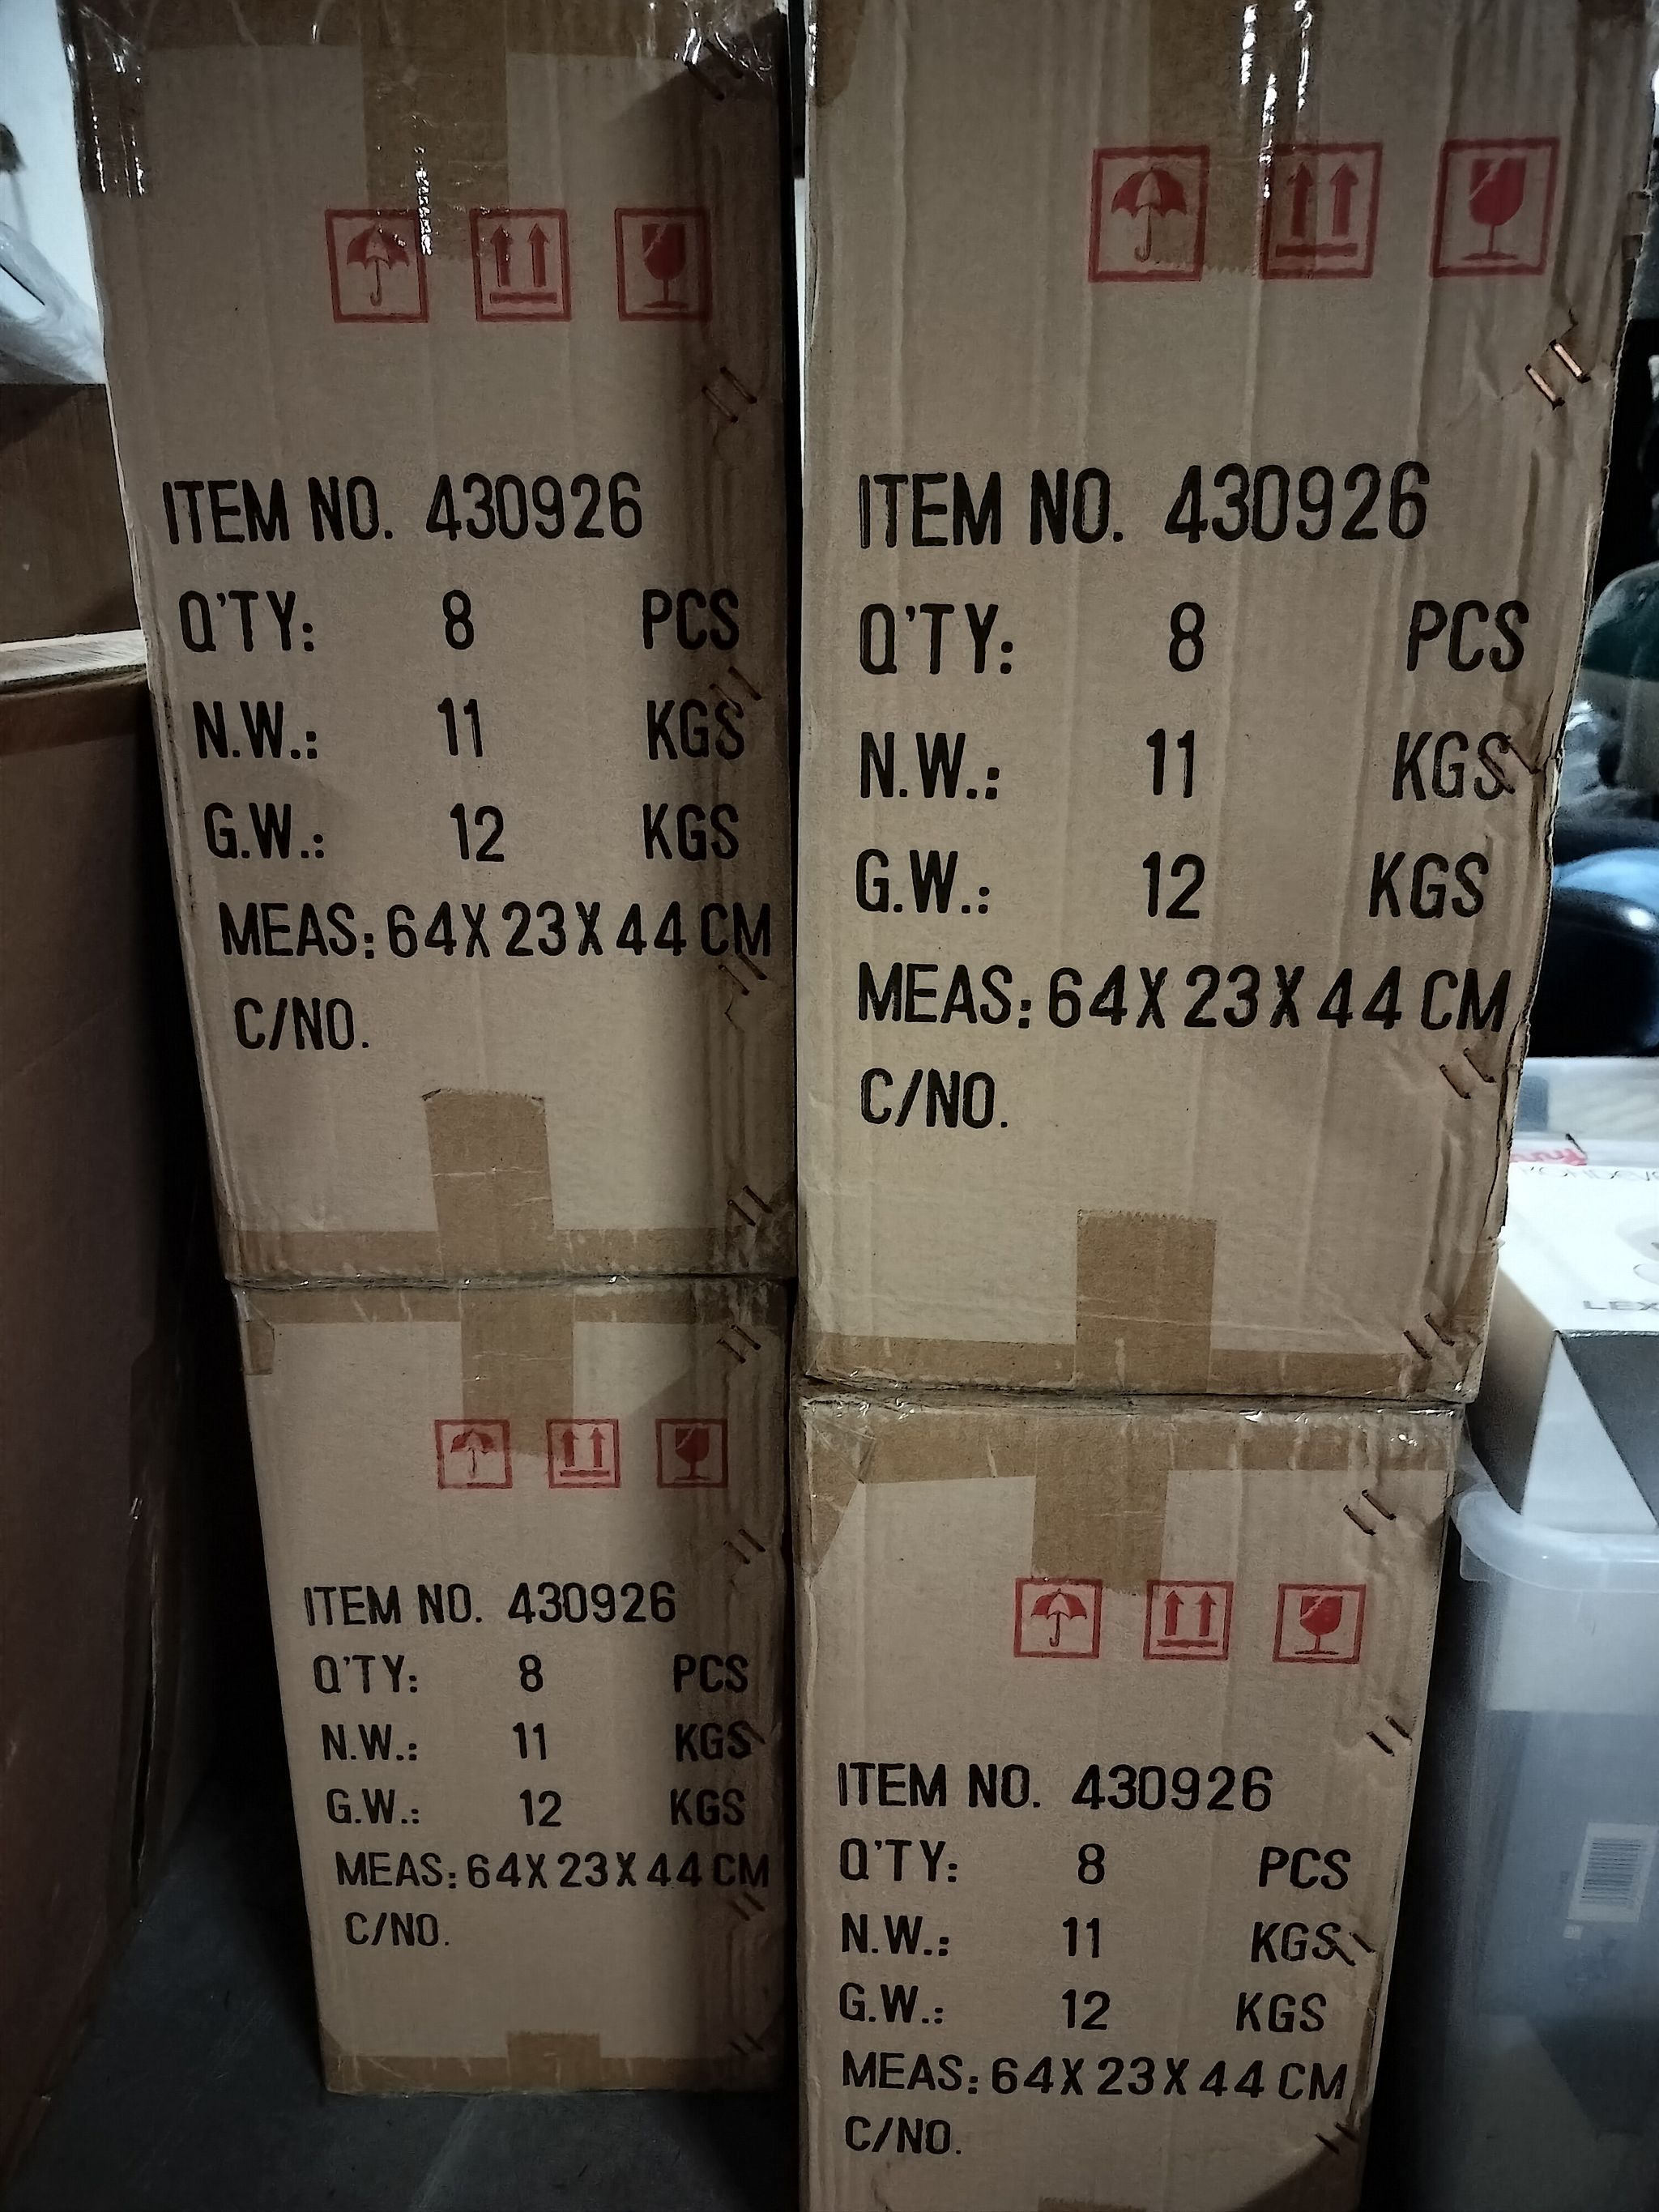 ITEM NO. 430926
Q'TY: 8 PCS
N.W.: 11 KGS
G.W.: 12 KGS
MEAS: 64X23X44 CM
C/NO.
ITEM NO. 430926
Q'TY: 8 PCS
N.W.: 11 KGS
G.W.: 12 KGS
MEAS: 64X23X44 CM
C/NO.
ITEM NO. 430926
Q'TY: 8 PCS
N.W.: 11 KGS
G.W.: 12 KGS
MEAS: 64X23X44 CM
C/NO.
ITEM NO. 430926
Q'TY: 8 PCS
N.W.: 11 KGS
G.W.: 12 KGS
MEAS: 64X23X44 CM
C/NO.